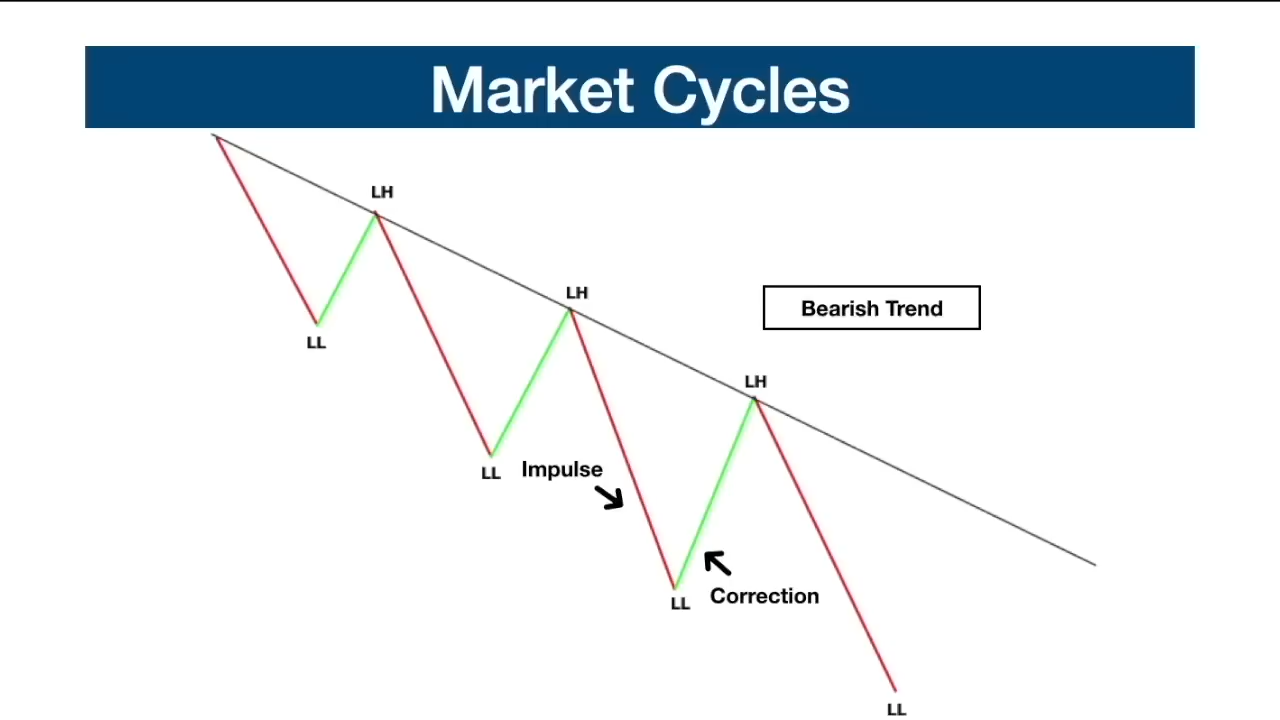 Market Cycles
LH
LH
Bearish Trend
LL
LH
LL
Impulse
LL
Correction
LL